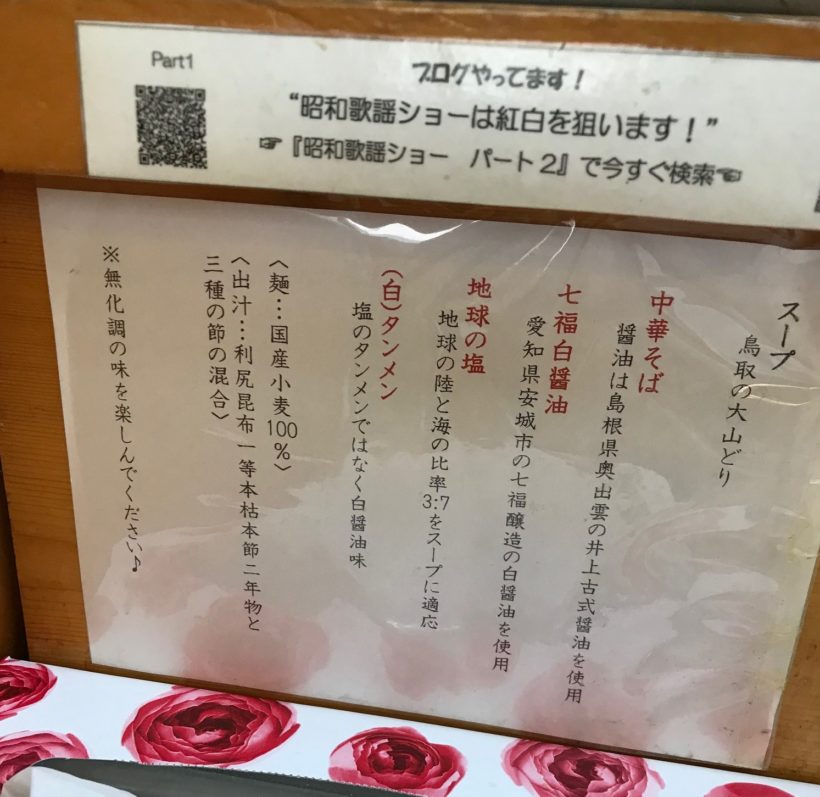 Part1
ブログやってます！
“昭和歌謡ショーは紅白を狙います！”
☞『昭和歌謡ショー　パート2』で今すぐ検索☜
スープ
鳥取の大山どり
中華そば
醤油は島根県奥出雲の井上古式醤油を使用
七福白醤油
愛知県安城市の七福醸造の白醤油を使用
地球の塩
地球の陸と海の比率3:7をスープに適応
(白)タンメン
塩のタンメンではなく白醤油味
〈麺…国産小麦100%〉
〈出汁…利尻昆布一等本枯本節二年物と
三種の節の混合〉
※無化調の味を楽しんでください♪